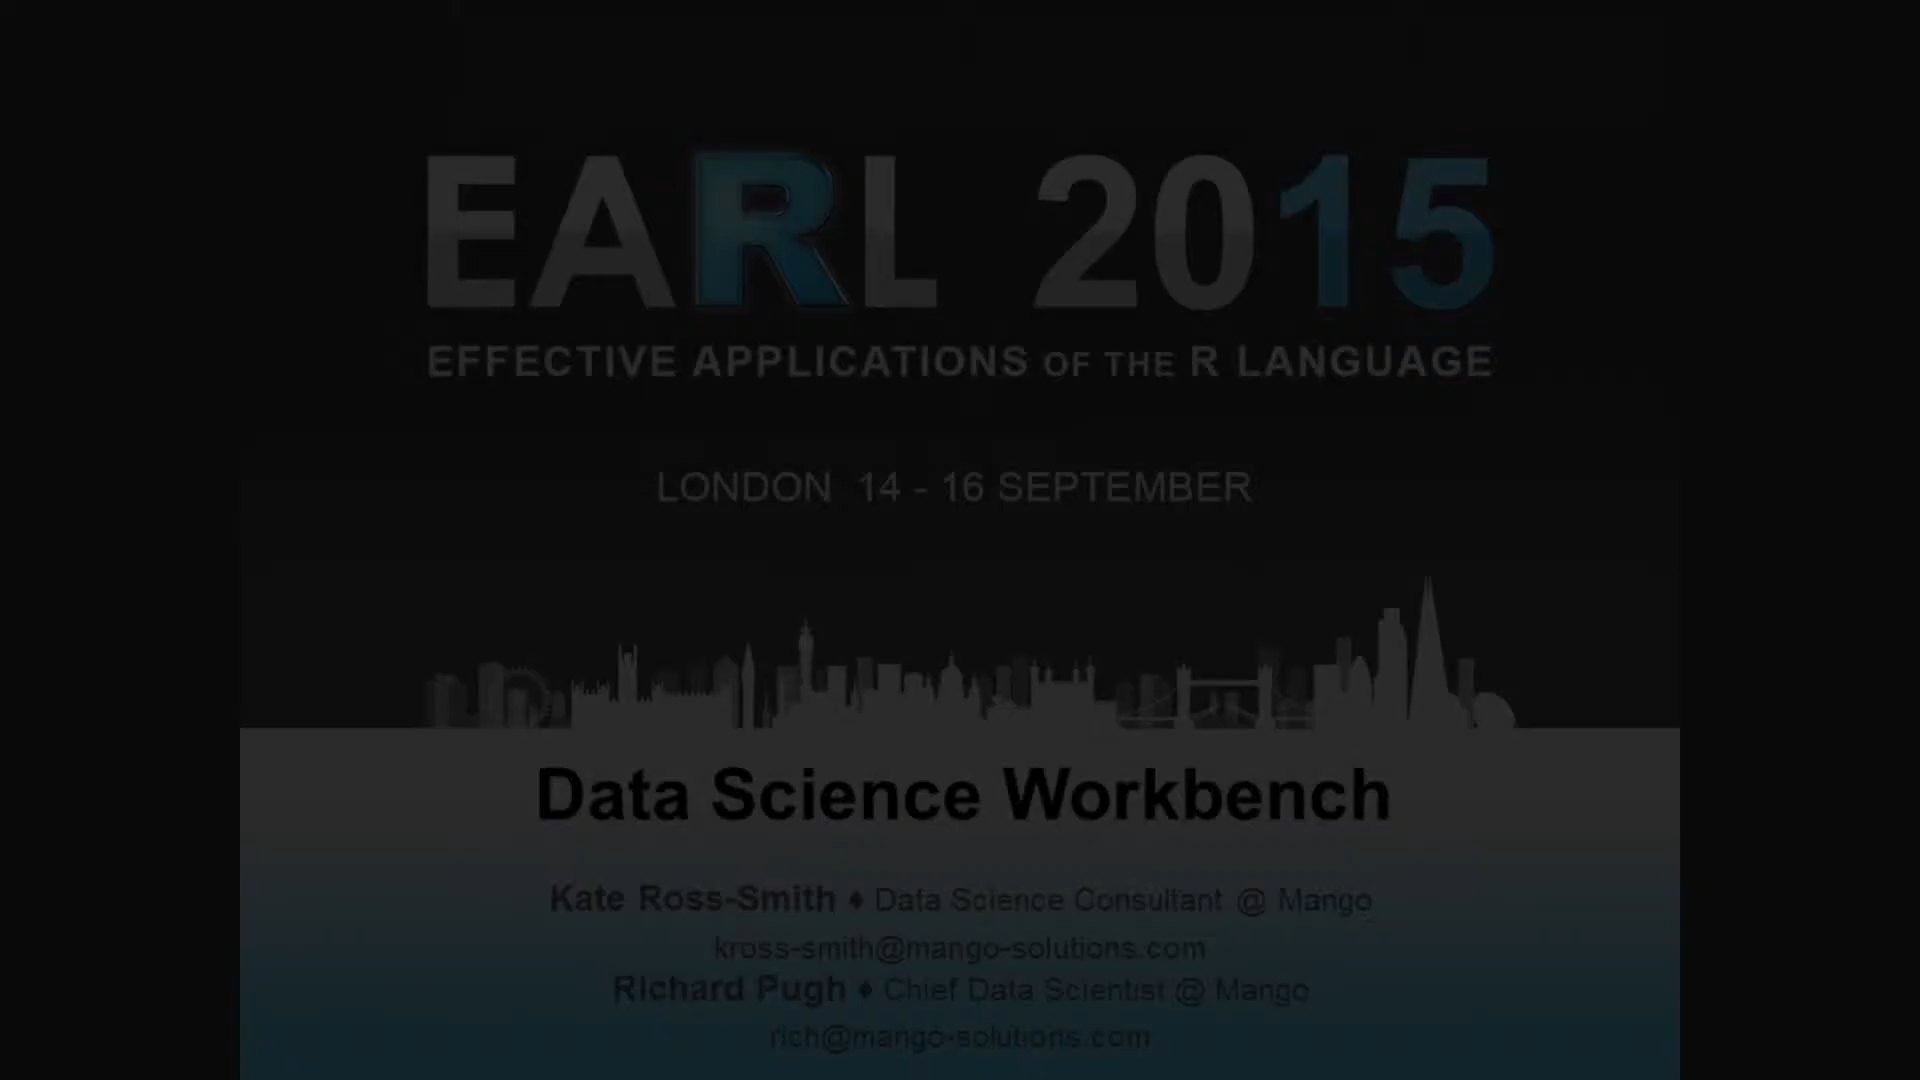 EARL 2015
EFFECTIVE APPLICATIONS OF THE R LANGUAGE
LONDON 14 - 16 SEPTEMBER
Data Science Workbench
Kate Ross-Smith ♦ Data Science Consultant @ Mango
kross-smith@mango-solutions.com
Richard Pugh ♦ Chief Data Scientist @ Mango
rich@mango-solutions.com